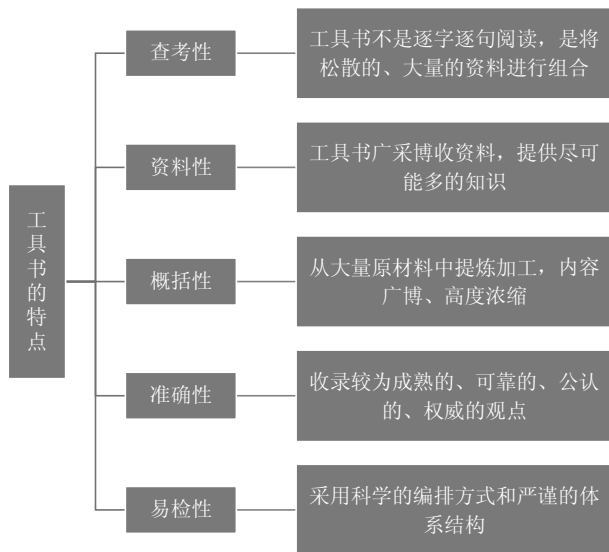 工具书的特点
查考性
工具书不是逐字逐句阅读，是将
松散的、大量的资料进行组合
资料性
工具书广采博收资料，提供尽可
能多的知识
概括性
从大量原材料中提炼加工，内容
广博、高度浓缩
准确性
收录较为成熟的、可靠的、公认
的、权威的观点
易检性
采用科学的编排方式和严谨的体
系结构